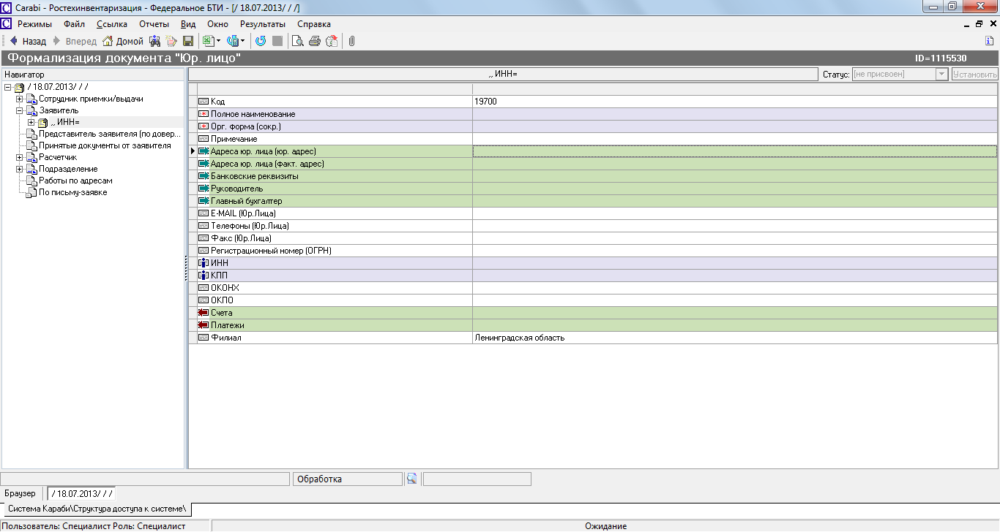 Carabi - Ростехинвентаризация - Федеральное БТИ - [/ 18.07.2013/ / /]
Режимы Файл Ссылка Отчеты Вид Окно Результаты Справка
Назад Вперед Домой
Формализация документа "Юр. лицо" ID=1115530
Навигатор
,, ИНН= Статус: [не присвоен] Установить
/ 18.07.2013/ / /
Сотрудник приемки/выдачи
Заявитель
,, ИНН=
Представитель заявителя (по довер...
Принятые документы от заявителя
Расчетчик
Подразделение
Работы по адресам
По письму-заявке
Код 19700
Полное наименование
Орг. форма (сокр.)
Примечание
Адреса юр. лица (юр. адрес)
Адреса юр. лица (факт. адрес)
Банковские реквизиты
Руководитель
Главный бухгалтер
E-MAIL (Юр.Лица)
Телефоны (Юр.Лица)
Факс (Юр.Лица)
Регистрационный номер (ОГРН)
ИНН
КПП
ОКОНХ
ОКПО
Счета
Платежи
Филиал Ленинградская область
Обработка
Браузер / 18.07.2013/ / /
Система Караби\Структура доступа к системе\
Пользователь: Специалист Роль: Специалист Ожидание